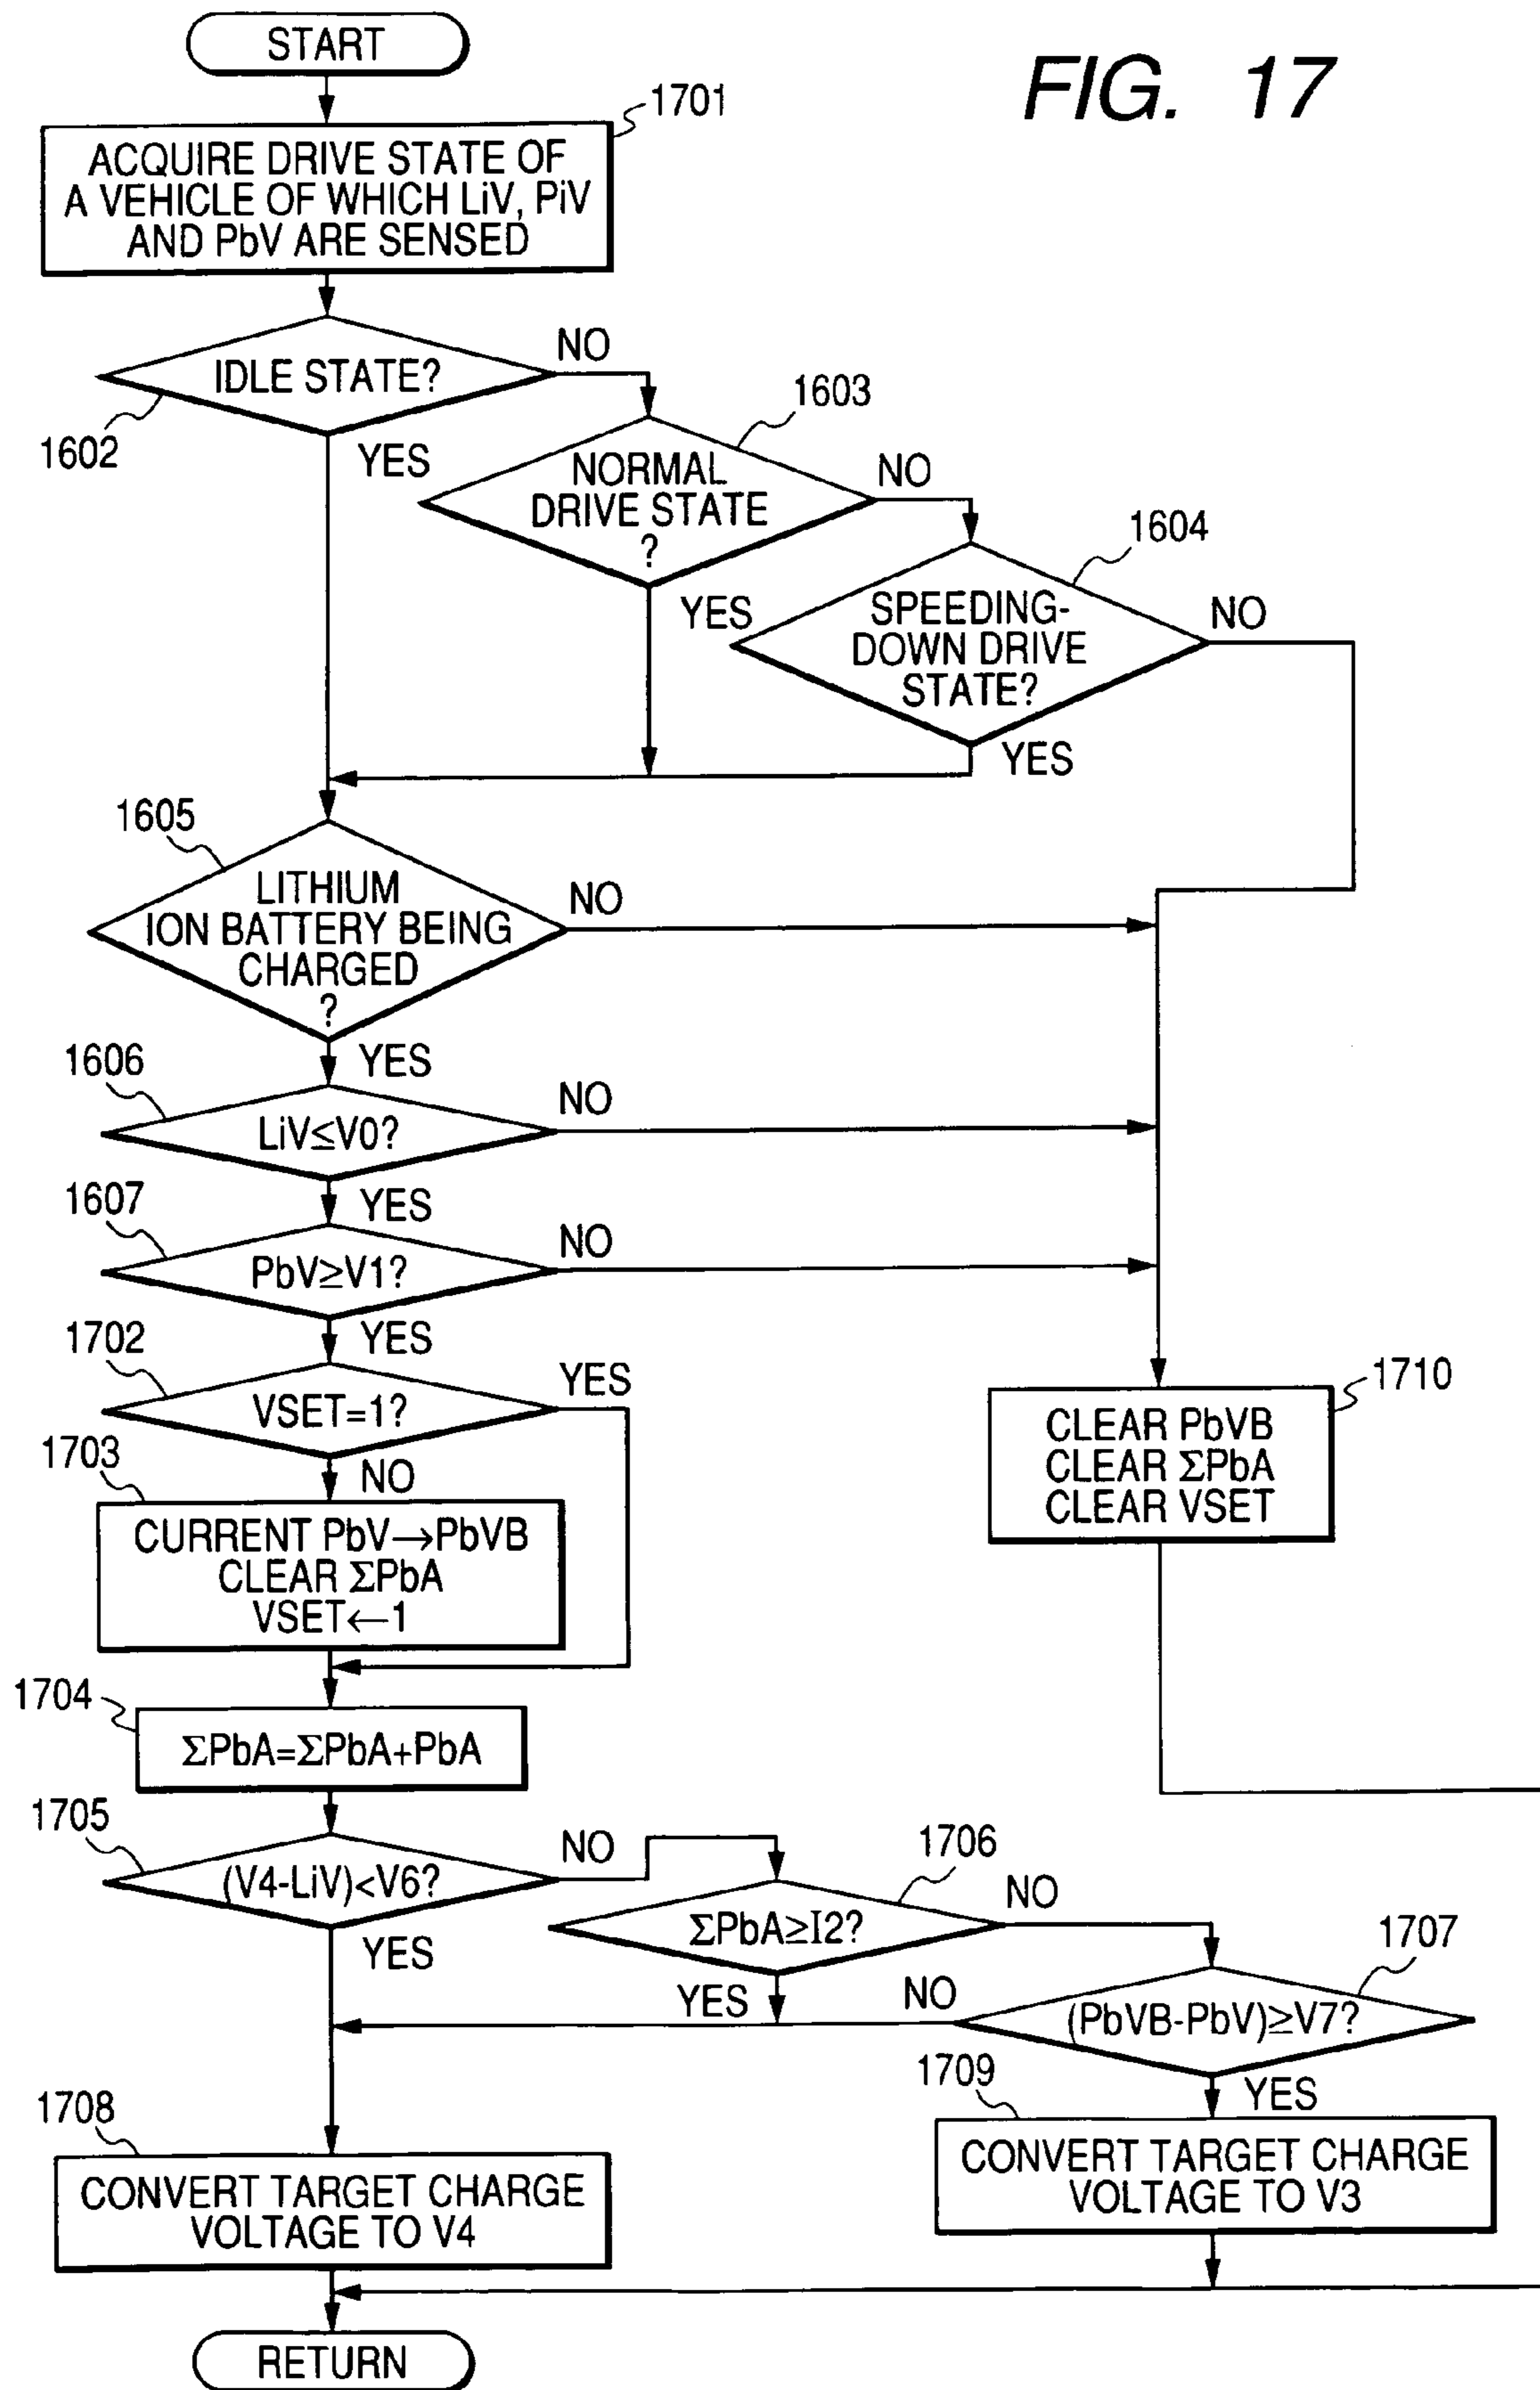 START
FIG. 17
1701
ACQUIRE DRIVE STATE OF
A VEHICLE OF WHICH LiV, PiV
AND PbV ARE SENSED
IDLE STATE?
NO
1602
YES
1603
NORMAL
DRIVE STATE
?
NO
YES
1604
SPEEDING-
DOWN DRIVE
STATE?
NO
YES
1605
LITHIUM
ION BATTERY BEING
CHARGED
?
NO
YES
1606
LiV≤V0?
NO
YES
1607
PbV≥V1?
NO
YES
1702
VSET=1?
YES
NO
1703
CURRENT PbV→PbVB
CLEAR ΣPbA
VSET←1
1710
CLEAR PbVB
CLEAR ΣPbA
CLEAR VSET
1704
ΣPbA=ΣPbA+PbA
1705
(V4-LiV)<V6?
NO
YES
1706
ΣPbA≥I2?
NO
YES
1707
(PbVB-PbV)≥V7?
NO
YES
1708
CONVERT TARGET CHARGE
VOLTAGE TO V4
1709
CONVERT TARGET CHARGE
VOLTAGE TO V3
RETURN